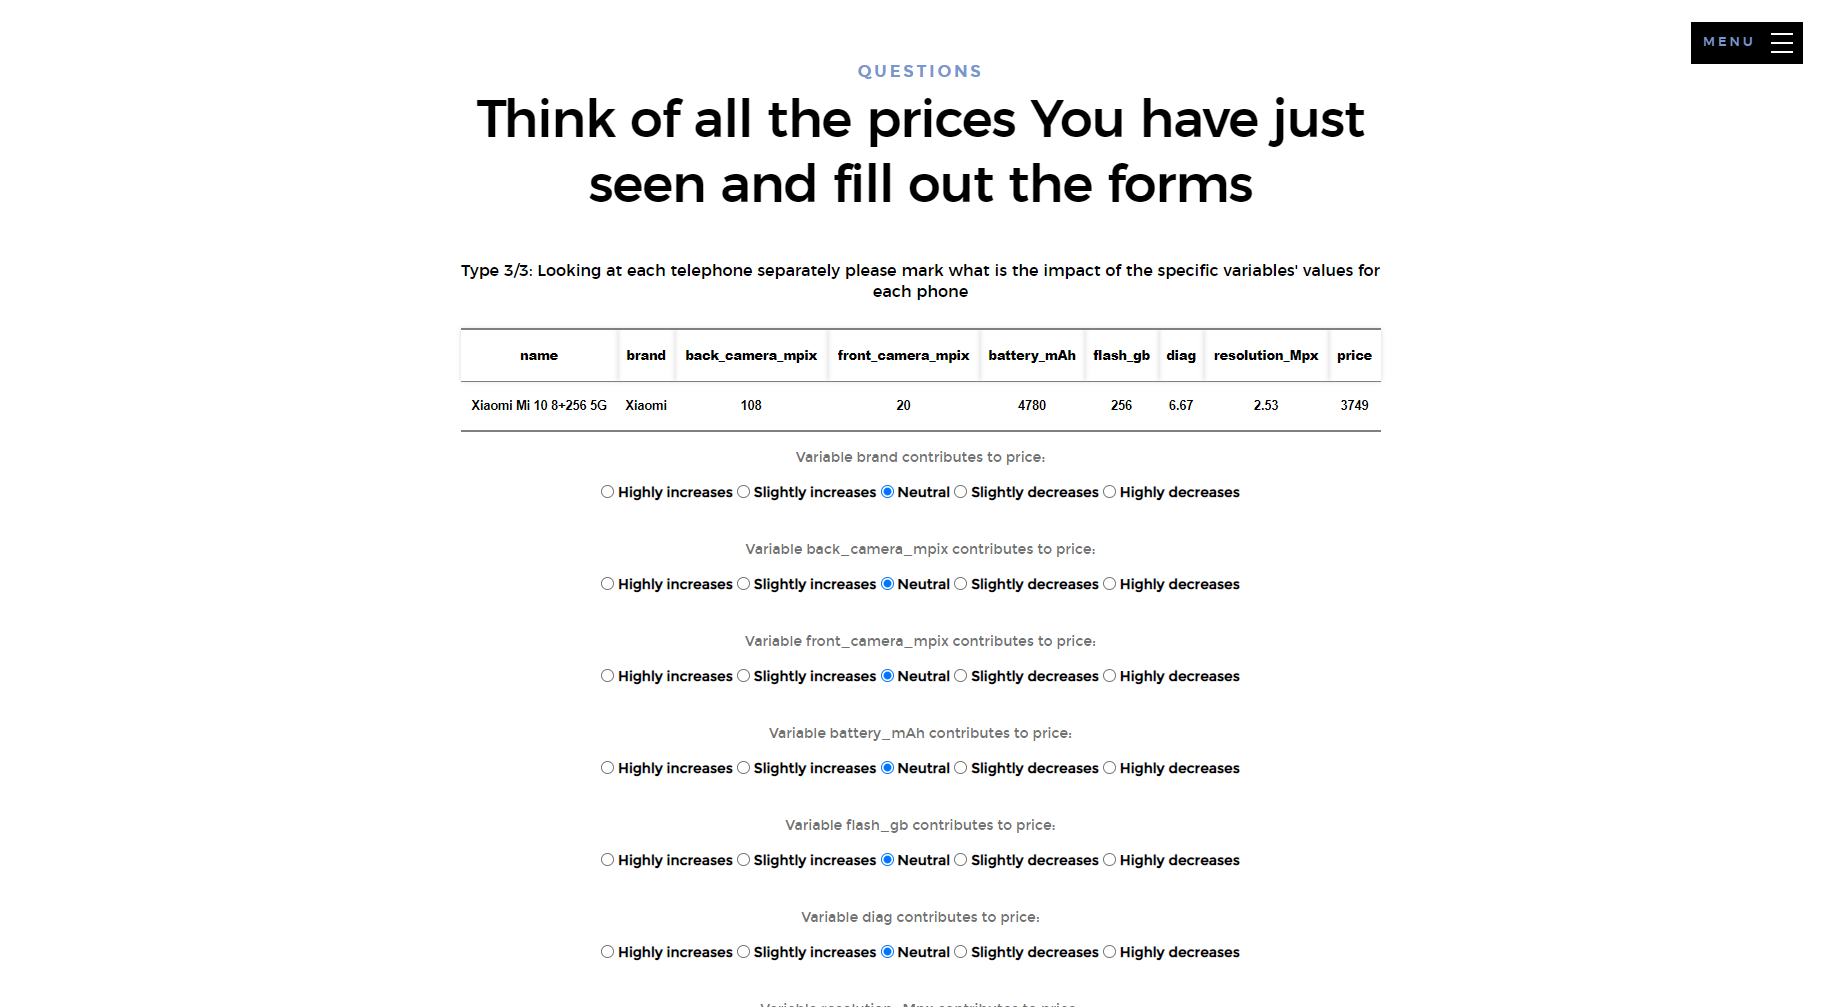 MENU
QUESTIONS
Think of all the prices You have just
seen and fill out the forms
Type 3/3: Looking at each telephone separately please mark what is the impact of the specific variables' values for
each phone
name brand back_camera_mpix front_camera_mpix battery_mAh flash_gb diag resolution_Mpx price
Xiaomi Mi 10 8+256 5G Xiaomi 108 20 4780 256 6.67 2.53 3749
Variable brand contributes to price:
Highly increases Slightly increases Neutral Slightly decreases Highly decreases
Variable back_camera_mpix contributes to price:
Highly increases Slightly increases Neutral Slightly decreases Highly decreases
Variable front_camera_mpix contributes to price:
Highly increases Slightly increases Neutral Slightly decreases Highly decreases
Variable battery_mAh contributes to price:
Highly increases Slightly increases Neutral Slightly decreases Highly decreases
Variable flash_gb contributes to price:
Highly increases Slightly increases Neutral Slightly decreases Highly decreases
Variable diag contributes to price:
Highly increases Slightly increases Neutral Slightly decreases Highly decreases
Variable resolution_Mpx contributes to price: